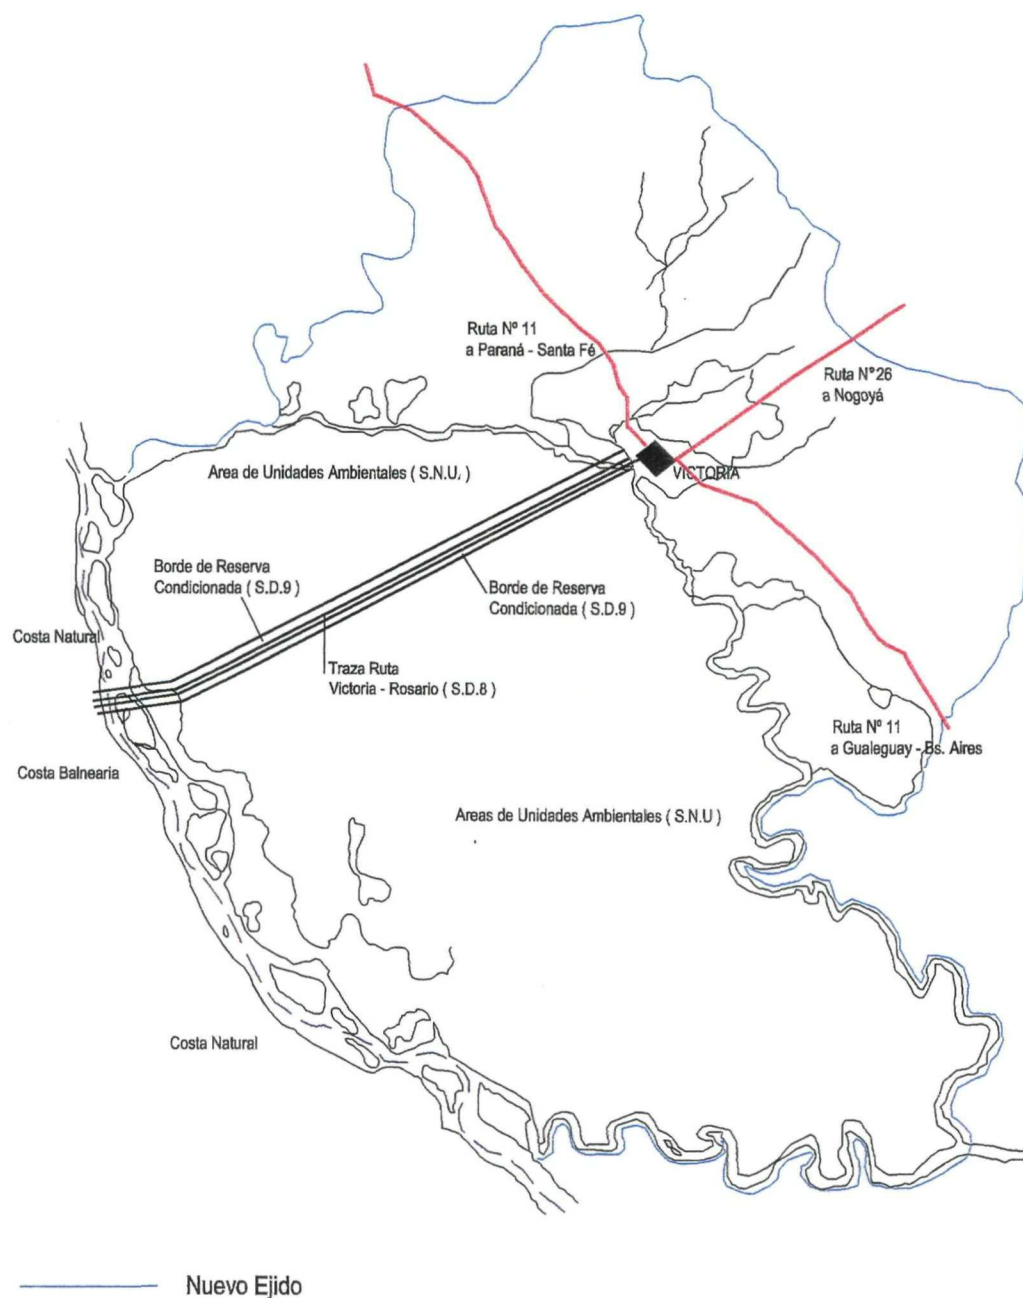 Ruta Nº 11
a Paraná - Santa Fé
Ruta Nº 26
a Nogoyá
Area de Unidades Ambientales ( S.N.U. )
VICTORIA
Borde de Reserva
Condicionada ( S.D.9 )
Borde de Reserva
Condicionada ( S.D.9 )
Costa Natural
Traza Ruta
Victoria - Rosario ( S.D.8 )
Ruta Nº 11
a Gualeguay - Bs. Aires
Costa Balnearia
Areas de Unidades Ambientales ( S.N.U )
Costa Natural
Nuevo Ejido